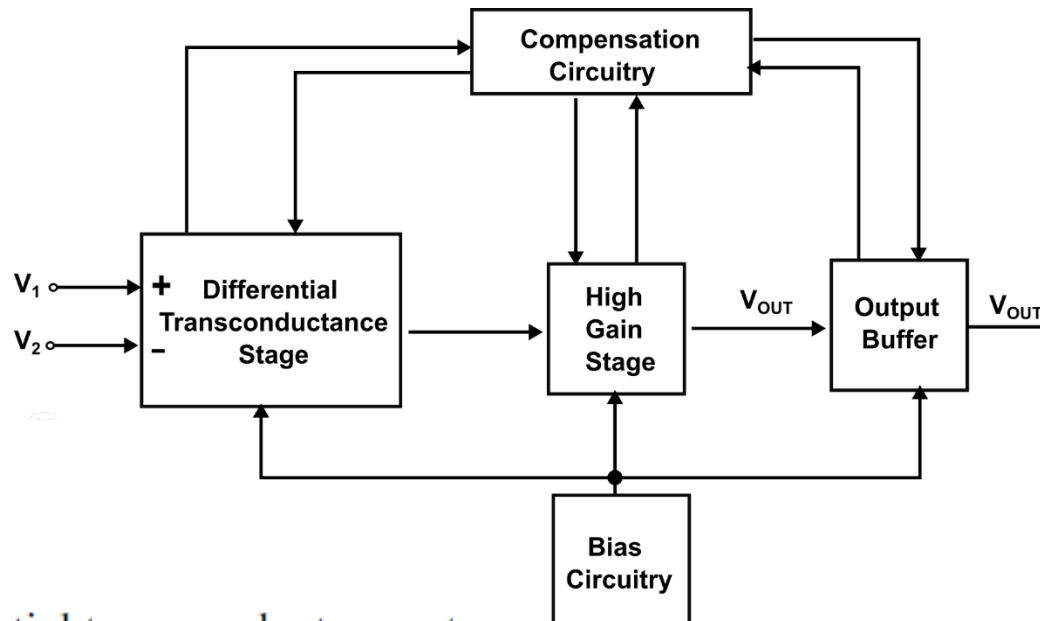 Compensation
Circuitry
V1
V2
+
−
Differential
Transconductance
Stage
High
Gain
Stage
VOUT
Output
Buffer
VOUT
Bias
Circuitry